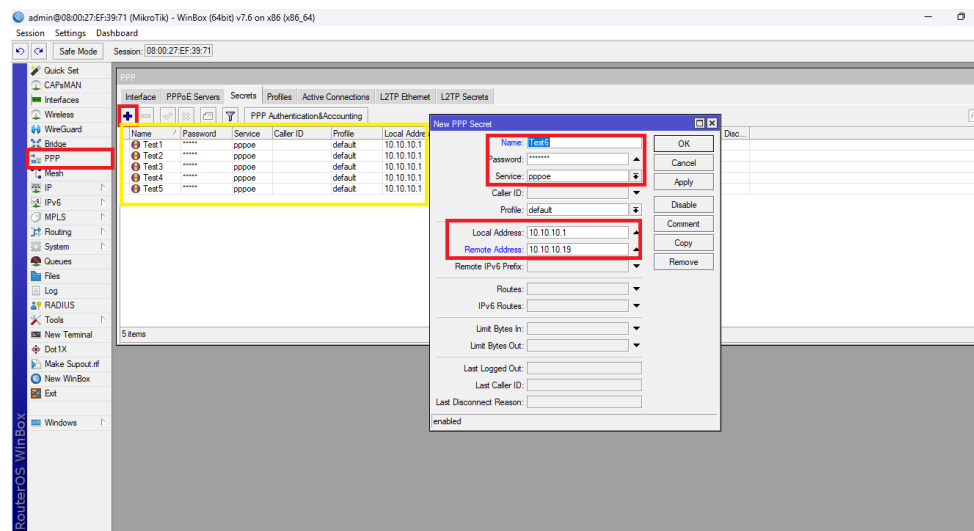 admin@08:00:27:EF:39:71 (MikroTik) - WinBox (64bit) v7.6 on x86 (x86_64)
Session Settings Dashboard
Safe Mode Session: 08:00:27:EF:39:71
Quick Set
CAPsMAN
Interfaces
Wireless
WireGuard
Bridge
PPP
Mesh
IP
IPv6
MPLS
Routing
System
Queues
Files
Log
RADIUS
Tools
New Terminal
Dot1X
Make Supout.rif
New WinBox
Exit
Windows
RouterOS WinBox
PPP
Interface PPPoE Servers Secrets Profiles Active Connections L2TP Ethernet L2TP Secrets
PPP Authentication&Accounting
Name Password Service Caller ID Profile Local Addre Disc...
Test1 ***** pppoe default 10.10.10.1
Test2 ***** pppoe default 10.10.10.1
Test3 ***** pppoe default 10.10.10.1
Test4 ***** pppoe default 10.10.10.1
Test5 ***** pppoe default 10.10.10.1
5 items
New PPP Secret
Name: Test6
Password: *******
Service: pppoe
Caller ID:
Profile: default
Local Address: 10.10.10.1
Remote Address: 10.10.10.19
Remote IPv6 Prefix:
Routes:
IPv6 Routes:
Limit Bytes In:
Limit Bytes Out:
Last Logged Out:
Last Caller ID:
Last Disconnect Reason:
enabled
OK
Cancel
Apply
Disable
Comment
Copy
Remove